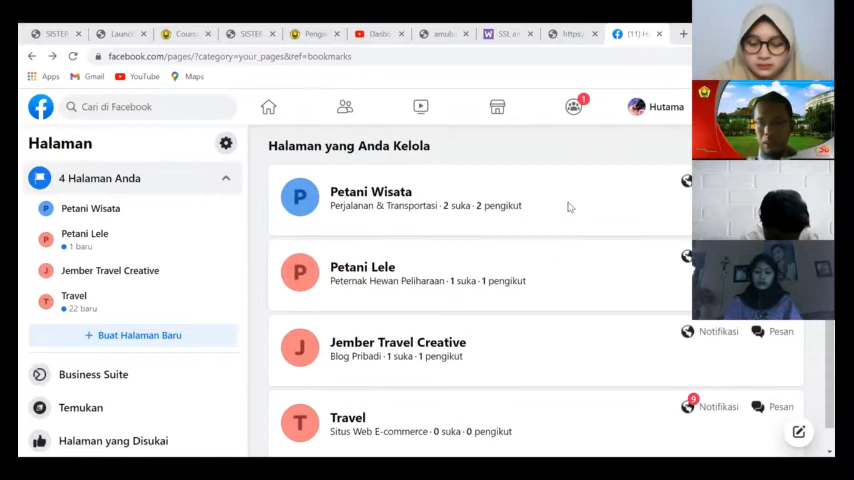 SISTER
Launc
Cours
SISTER
Penge
Dasbo
amub
SSL a
https:/
(11) H
facebook.com/pages/?category=your_pages&ref=bookmarks
Apps
Gmail
YouTube
Maps
Cari di Facebook
1
Hutama
Halaman
4 Halaman Anda
P Petani Wisata
P Petani Lele
1 baru
J Jember Travel Creative
T Travel
22 baru
+ Buat Halaman Baru
Business Suite
Temukan
Halaman yang Disukai
Halaman yang Anda Kelola
P Petani Wisata
Perjalanan & Transportasi · 2 suka · 2 pengikut
P Petani Lele
Peternak Hewan Peliharaan · 1 suka · 1 pengikut
J Jember Travel Creative
Blog Pribadi · 1 suka · 1 pengikut
Notifikasi Pesan
T Travel
Situs Web E-commerce · 0 suka · 0 pengikut
9 Notifikasi Pesan